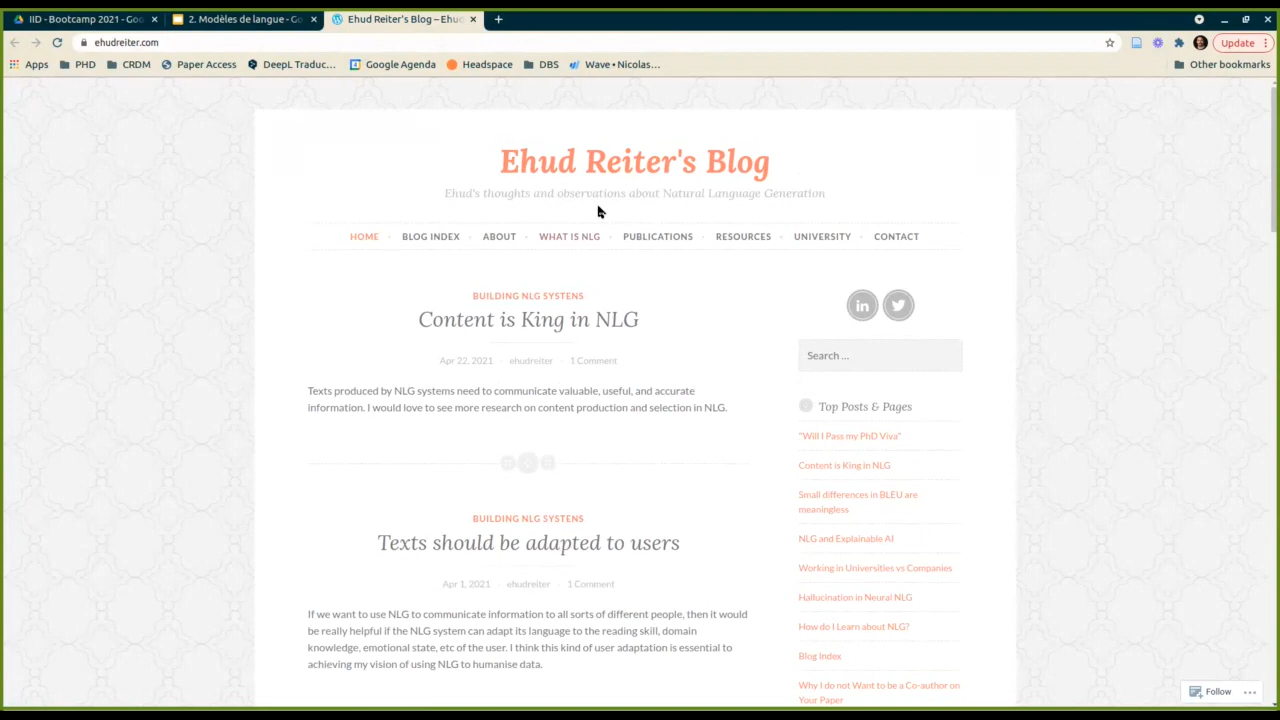 IID - Bootcamp 2021 - Goo
2. Modèles de langue - Go
Ehud Reiter's Blog – Ehud
ehudreiter.com
Update
Apps
PHD
CRDM
Paper Access
DeepL Traduc...
Google Agenda
Headspace
DBS
Wave • Nicolas...
Other bookmarks
Ehud Reiter's Blog
Ehud's thoughts and observations about Natural Language Generation
HOME
BLOG INDEX
ABOUT
WHAT IS NLG
PUBLICATIONS
RESOURCES
UNIVERSITY
CONTACT
BUILDING NLG SYSTENS
Content is King in NLG
Apr 22, 2021 · ehudreiter · 1 Comment
Texts produced by NLG systems need to communicate valuable, useful, and accurate
information. I would love to see more research on content production and selection in NLG.
BUILDING NLG SYSTENS
Texts should be adapted to users
Apr 1, 2021 · ehudreiter · 1 Comment
If we want to use NLG to communicate information to all sorts of different people, then it would
be really helpful if the NLG system can adapt its language to the reading skill, domain
knowledge, emotional state, etc of the user. I think this kind of user adaptation is essential to
achieving my vision of using NLG to humanise data.
in
Search ...
Top Posts & Pages
"Will I Pass my PhD Viva"
Content is King in NLG
Small differences in BLEU are
meaningless
NLG and Explainable AI
Working in Universities vs Companies
Hallucination in Neural NLG
How do I Learn about NLG?
Blog Index
Why I do not Want to be a Co-author on
Your Paper
Follow